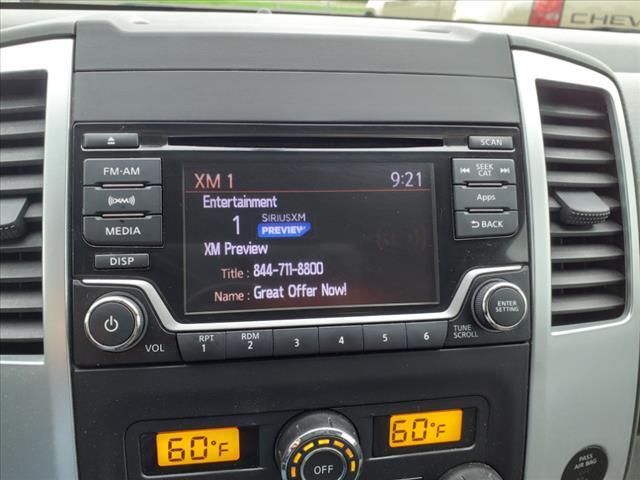 CHEV
SCAN
FM·AM
XM
MEDIA
DISP
XM 1 9:21
Entertainment
1 SIRIUSXM PREVIEW
XM Preview
Title : 844-711-8800
Name : Great Offer Now!
SEEK CAT
Apps
BACK
ENTER SETTING
TUNE SCROLL
VOL
RPT 1
RDM 2
3
4
5
6
60°F
OFF
60°F
PASS AIR BAG